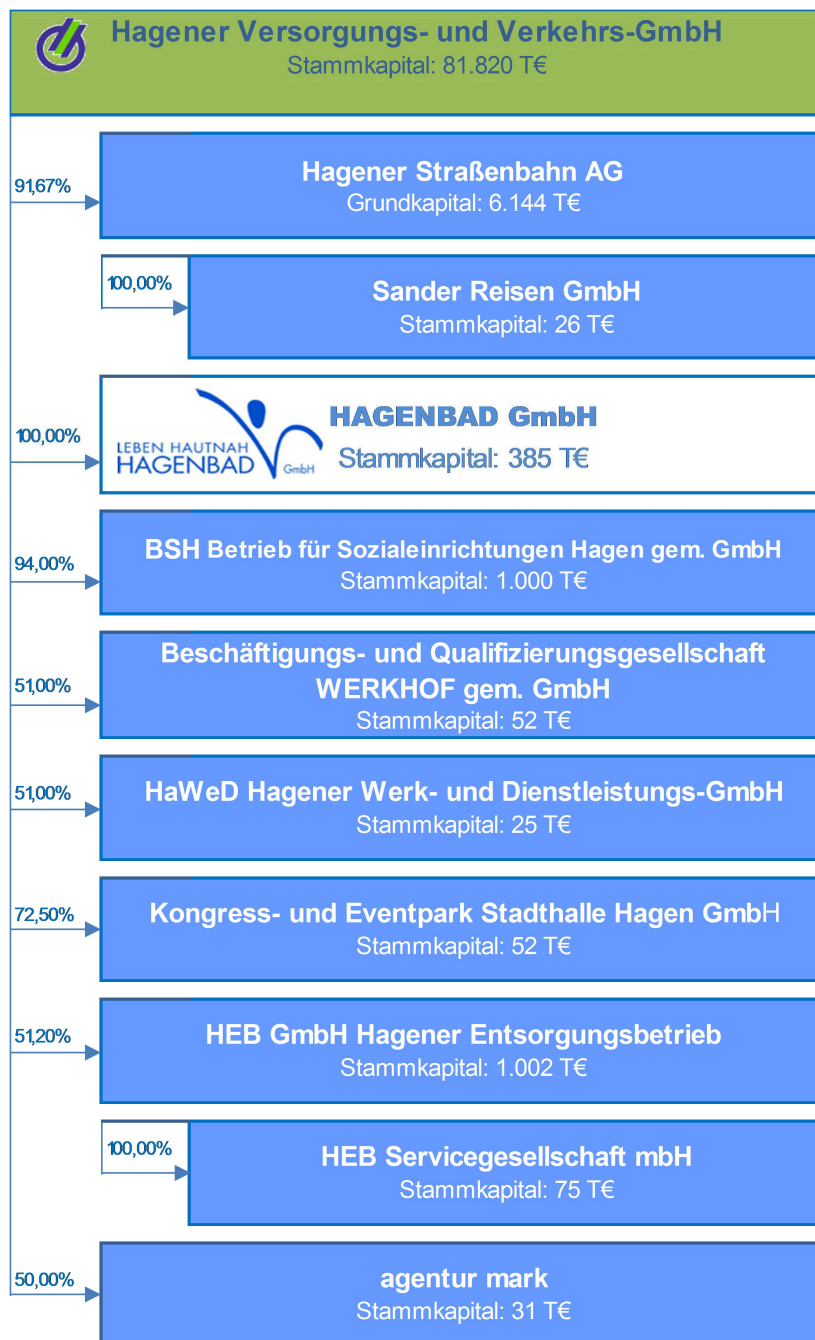 Hagener Versorgungs- und Verkehrs-GmbH
Stammkapital: 81.820 T€
91,67%
Hagener Straßenbahn AG
Grundkapital: 6.144 T€
100,00%
Sander Reisen GmbH
Stammkapital: 26 T€
100,00%
LEBEN HAUTNAH
HAGENBAD GmbH
HAGENBAD GmbH
Stammkapital: 385 T€
94,00%
BSH Betrieb für Sozialeinrichtungen Hagen gem. GmbH
Stammkapital: 1.000 T€
51,00%
Beschäftigungs- und Qualifizierungsgesellschaft
WERKHOF gem. GmbH
Stammkapital: 52 T€
51,00%
HaWeD Hagener Werk- und Dienstleistungs-GmbH
Stammkapital: 25 T€
72,50%
Kongress- und Eventpark Stadthalle Hagen GmbH
Stammkapital: 52 T€
51,20%
HEB GmbH Hagener Entsorgungsbetrieb
Stammkapital: 1.002 T€
100,00%
HEB Servicegesellschaft mbH
Stammkapital: 75 T€
50,00%
agentur mark
Stammkapital: 31 T€